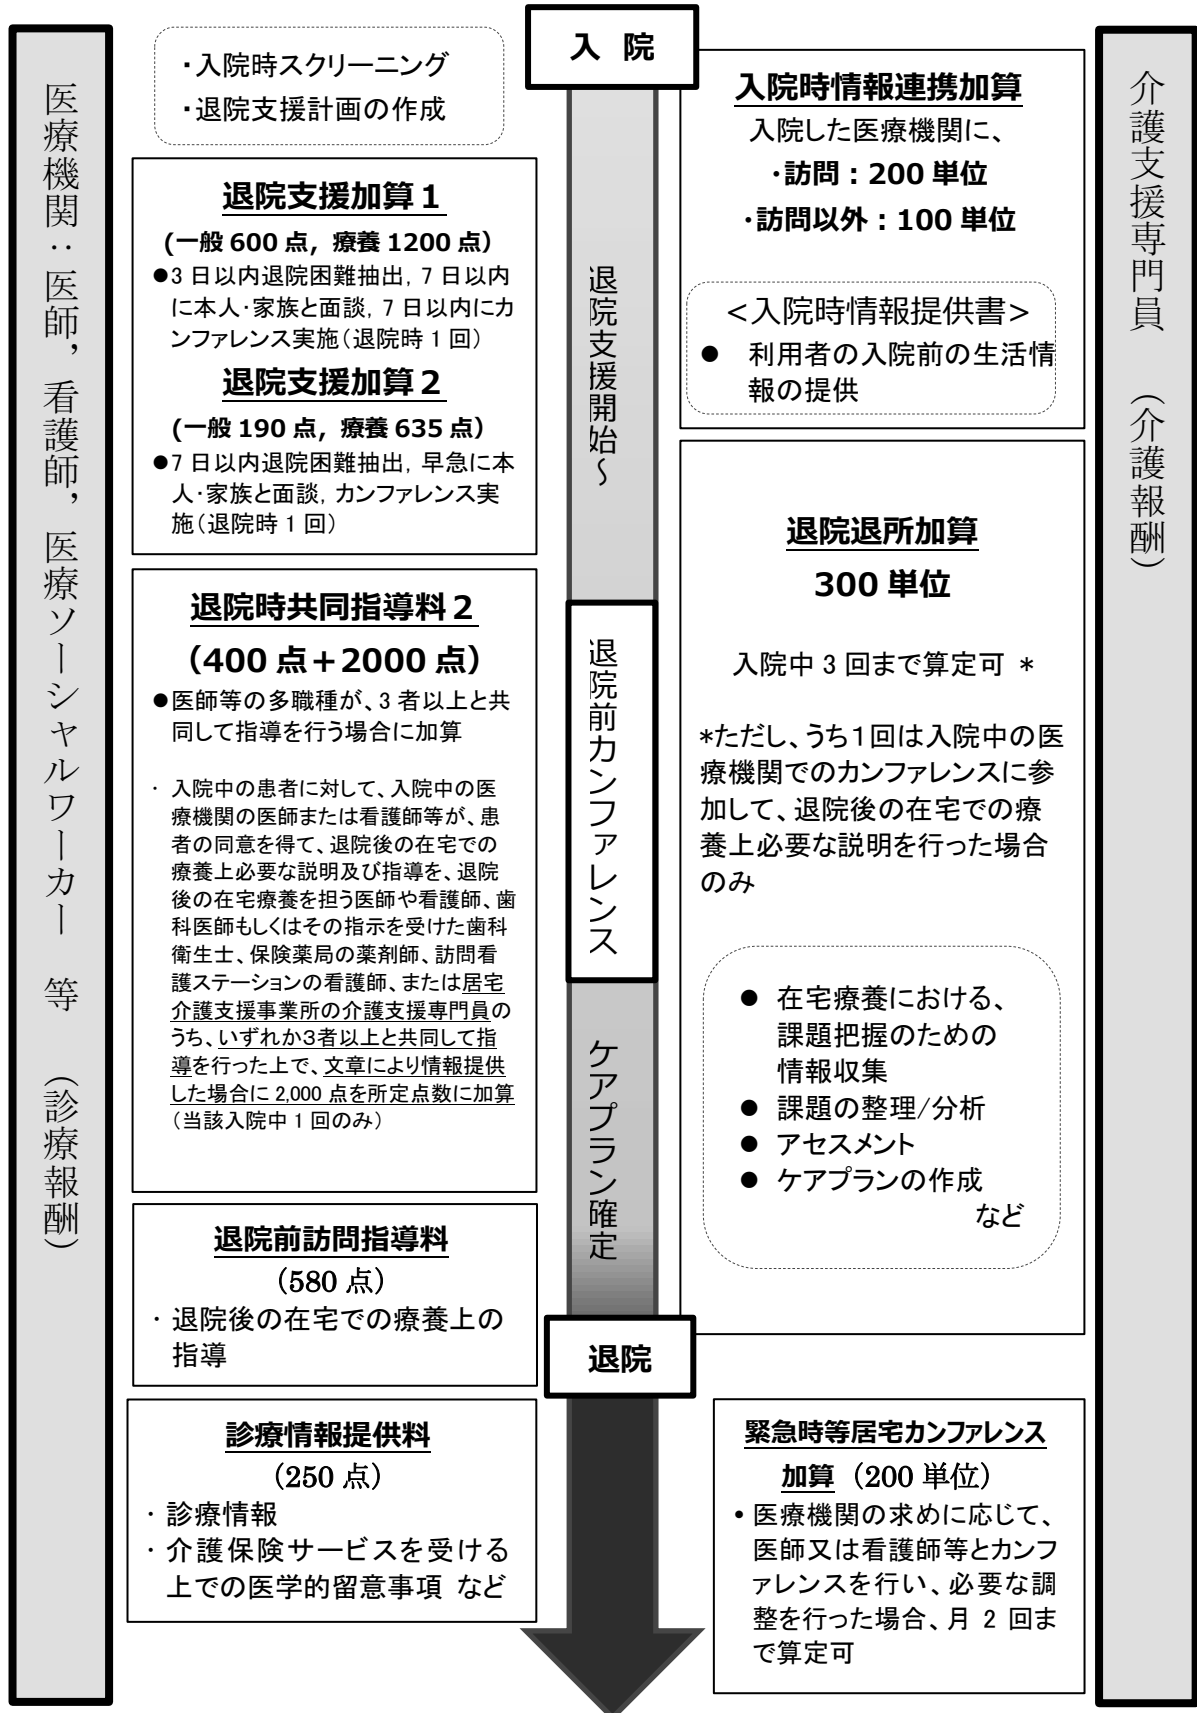 医療機関：医師，看護師，医療ソーシャルワーカー　等　（診療報酬）
・入院時スクリーニング
・退院支援計画の作成
退院支援加算１
(一般 600 点，療養 1200 点）
●3 日以内退院困難抽出，7 日以内
に本人・家族と面談，7 日以内にカ
ンファレンス実施（退院時 1 回）
退院支援加算２
(一般 190 点，療養 635 点）
●7 日以内退院困難抽出，早急に本
人・家族と面談，カンファレンス実
施（退院時 1 回）
退院時共同指導料２
（400 点＋2000 点）
●医師等の多職種が、3 者以上と共
同して指導を行う場合に加算
・ 入院中の患者に対して、入院中の医
療機関の医師または看護師等が、患
者の同意を得て、退院後の在宅での
療養上必要な説明及び指導を、退院
後の在宅療養を担う医師や看護師、歯
科医師もしくはその指示を受けた歯科
衛生士、保険薬局の薬剤師、訪問看
護ステーションの看護師、または居宅
介護支援事業所の介護支援専門員の
うち、いずれか３者以上と共同して指
導を行った上で、文章により情報提供
した場合に 2,000 点を所定点数に加算
（当該入院中 1 回のみ）
退院前訪問指導料
（580 点）
・ 退院後の在宅での療養上の
指導
診療情報提供料
（250 点）
・ 診療情報
・ 介護保険サービスを受ける
上での医学的留意事項 など
入 院
退院支援開始～
退院前カンファレンス
ケアプラン確定
退院
入院時情報連携加算
入院した医療機関に、
・訪問：200 単位
・訪問以外：100 単位
＜入院時情報提供書＞
● 利用者の入院前の生活情
報の提供
退院退所加算
300 単位
入院中 3 回まで算定可 *
*ただし、うち１回は入院中の医
療機関でのカンファレンスに参
加して、退院後の在宅での療
養上必要な説明を行った場合
のみ
● 在宅療養における、
課題把握のための
情報収集
● 課題の整理/分析
● アセスメント
● ケアプランの作成
など
緊急時等居宅カンファレンス
加算（200 単位）
• 医療機関の求めに応じて、
医師又は看護師等とカンフ
ァレンスを行い、必要な調
整を行った場合、月 2 回ま
で算定可
介護支援専門員　（介護報酬）